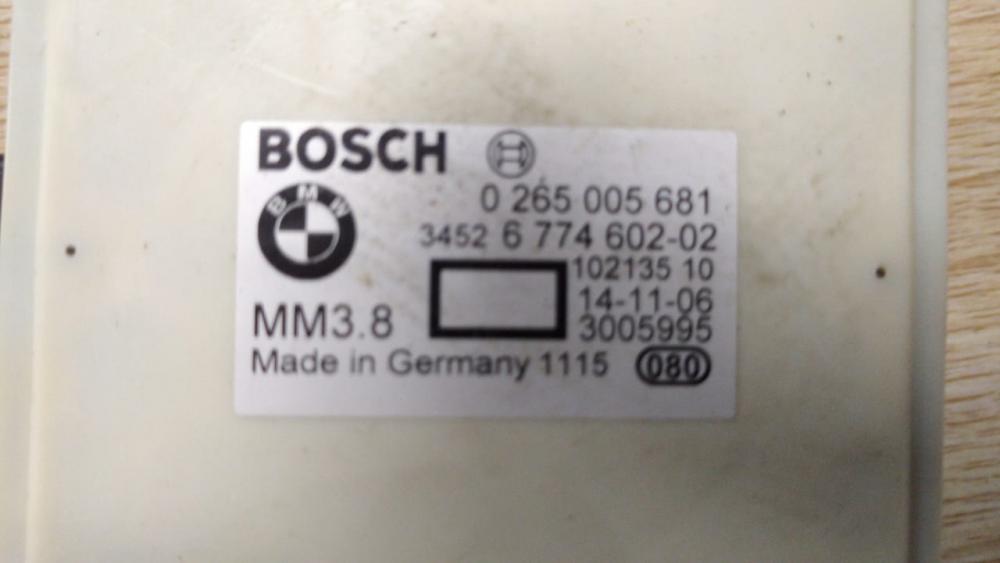 BOSCH
0 265 005 681
BMW
3452 6 774 602-02
102135 10
14-11-06
MM3.8
3005995
Made in Germany 1115 080